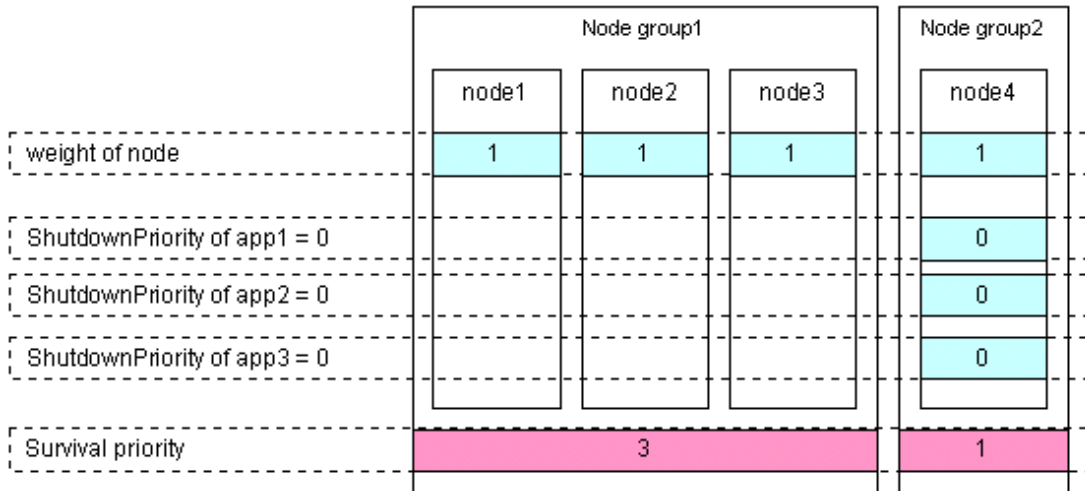 Node group1 Node group2
node1 node2 node3 node4
weight of node 1 1 1 1
ShutdownPriority of app1 = 0 0
ShutdownPriority of app2 = 0 0
ShutdownPriority of app3 = 0 0
Survival priority 3 1